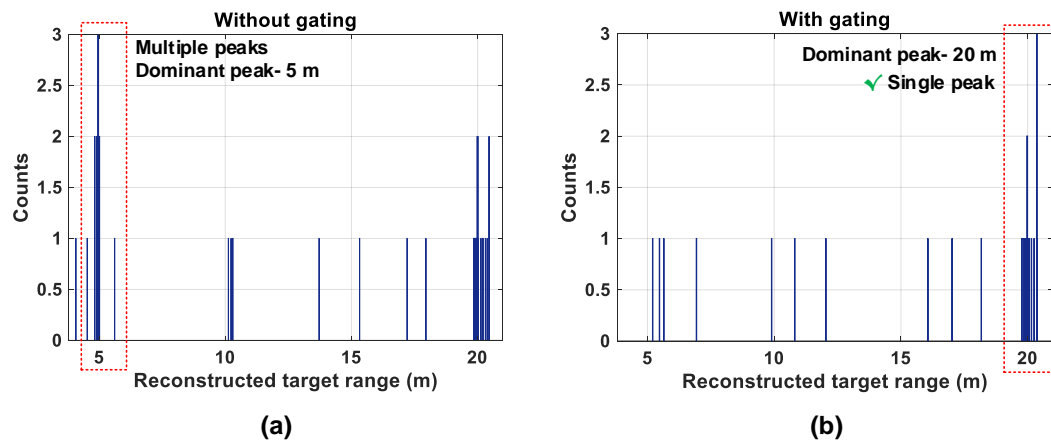 Without gating
Multiple peaks
Dominant peak- 5 m
Counts
3
2.5
2
1.5
1
0.5
0
5
10
15
20
Reconstructed target range (m)
(a)
With gating
Dominant peak- 20 m
✓ Single peak
Counts
3
2.5
2
1.5
1
0.5
0
5
10
15
20
Reconstructed target range (m)
(b)